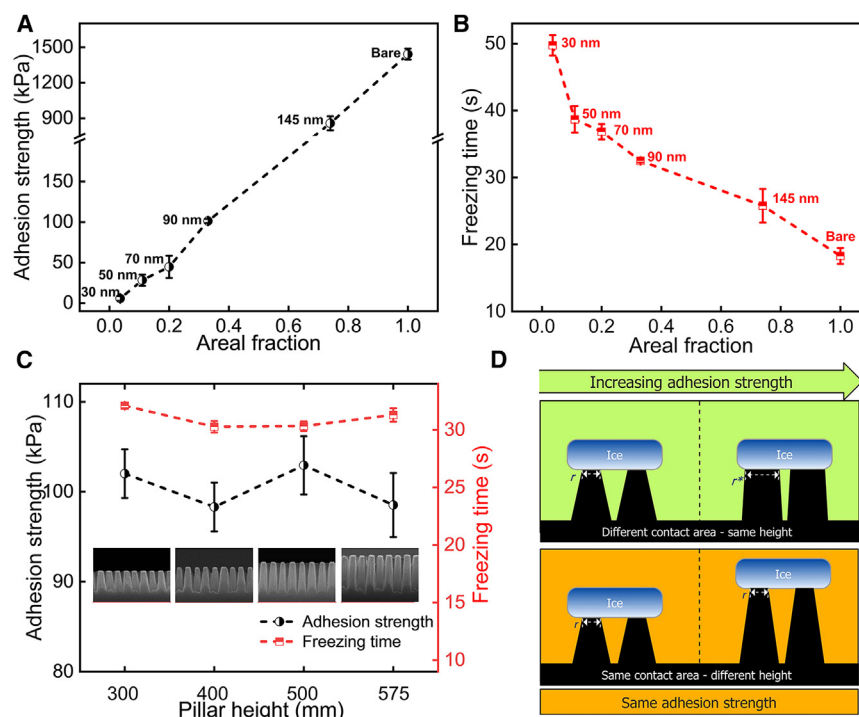 A
Adhesion strength (kPa)
1500
1200
900
150
100
50
0
Bare
145 nm
90 nm
70 nm
50 nm
30 nm
0.0 0.2 0.4 0.6 0.8 1.0
Areal fraction
B
Freezing time (s)
50
40
30
20
10
30 nm
50 nm
70 nm
90 nm
145 nm
Bare
0.0 0.2 0.4 0.6 0.8 1.0
Areal fraction
C
Adhesion strength (kPa)
110
100
90
80
Freezing time (s)
30
25
20
15
10
Adhesion strength
Freezing time
300 400 500 575
Pillar height (mm)
D
Increasing adhesion strength
Ice
Ice
r
r*
Different contact area - same height
Ice
Ice
r
r
Same contact area - different height
Same adhesion strength